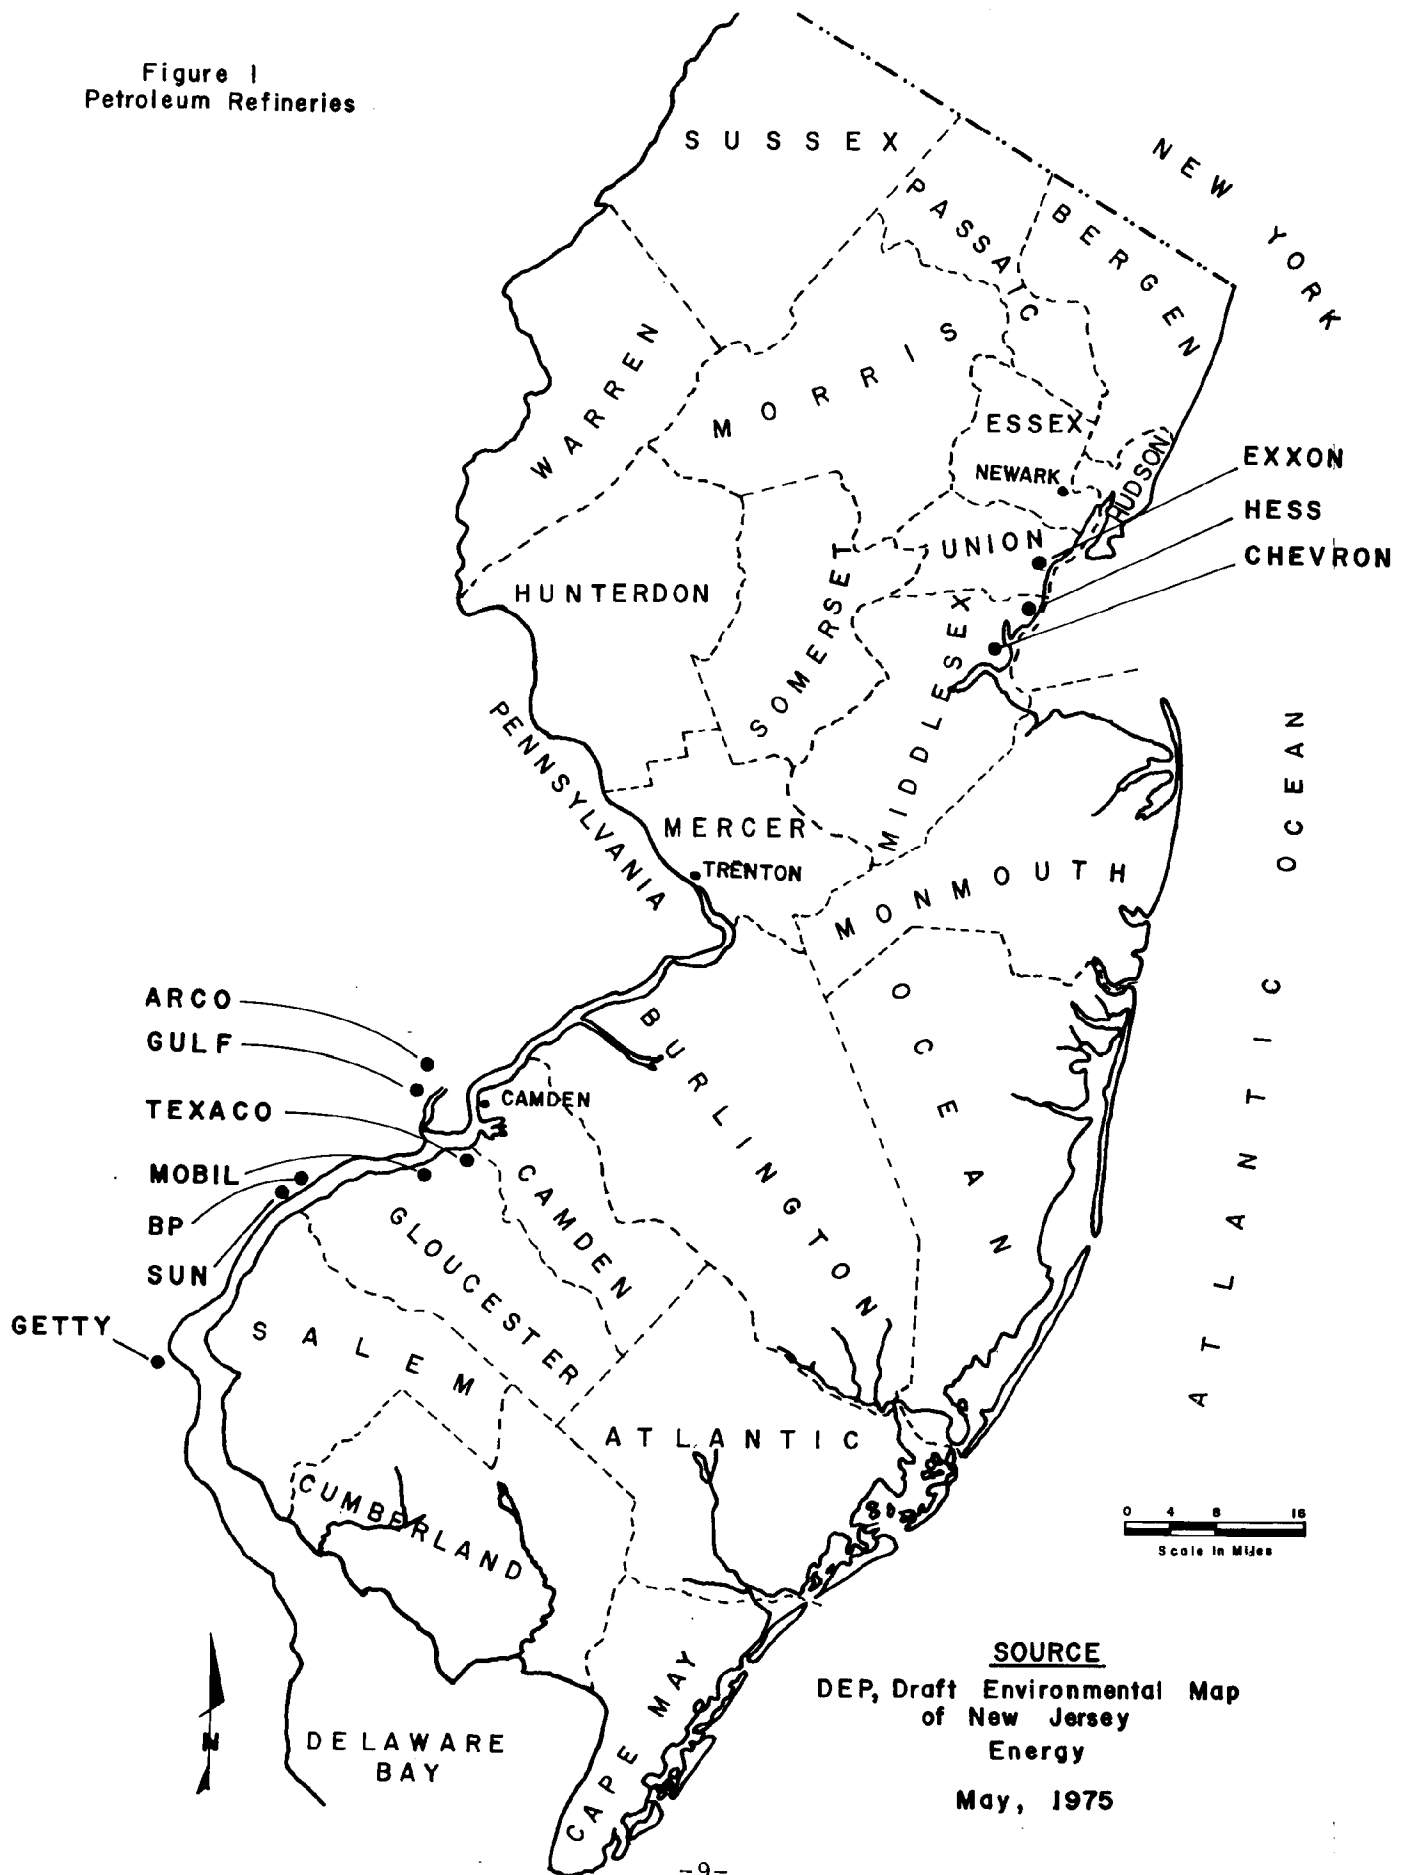 Figure 1
Petroleum Refineries
NEW YORK
SUSSEX
PASSAIC
BERGEN
WARREN
MORRIS
ESSEX
NEWARK
HUDSON
EXXON
HESS
CHEVRON
UNION
HUNTERDON
SOMERSET
MIDDLESEX
PENNSYLVANIA
MERCER
TRENTON
MONMOUTH
ATLANTIC OCEAN
OCEAN
BURLINGTON
ARCO
GULF
TEXACO
MOBIL
BP
SUN
GETTY
CAMDEN
CAMDEN
GLOUCESTER
SALEM
ATLANTIC
CUMBERLAND
CAPE MAY
DELAWARE
BAY
N
0 4 8 16
Scale in Miles
SOURCE
DEP, Draft Environmental Map
of New Jersey
Energy
May, 1975
-9-